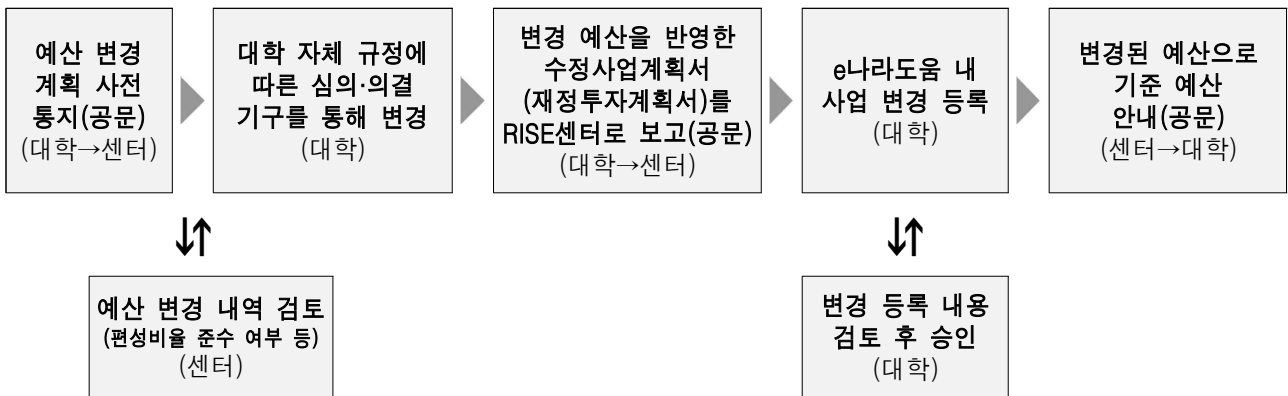 예산 변경
계획 사전
통지(공문)
(대학→센터)
대학 자체 규정에
따른 심의·의결
기구를 통해 변경
(대학)
변경 예산을 반영한
수정사업계획서
(재정투자계획서)를
RISE센터로 보고(공문)
(대학→센터)
e나라도움 내
사업 변경 등록
(대학)
변경된 예산으로
기준 예산
안내(공문)
(센터→대학)
예산 변경 내역 검토
(편성비율 준수 여부 등)
(센터)
변경 등록 내용
검토 후 승인
(대학)